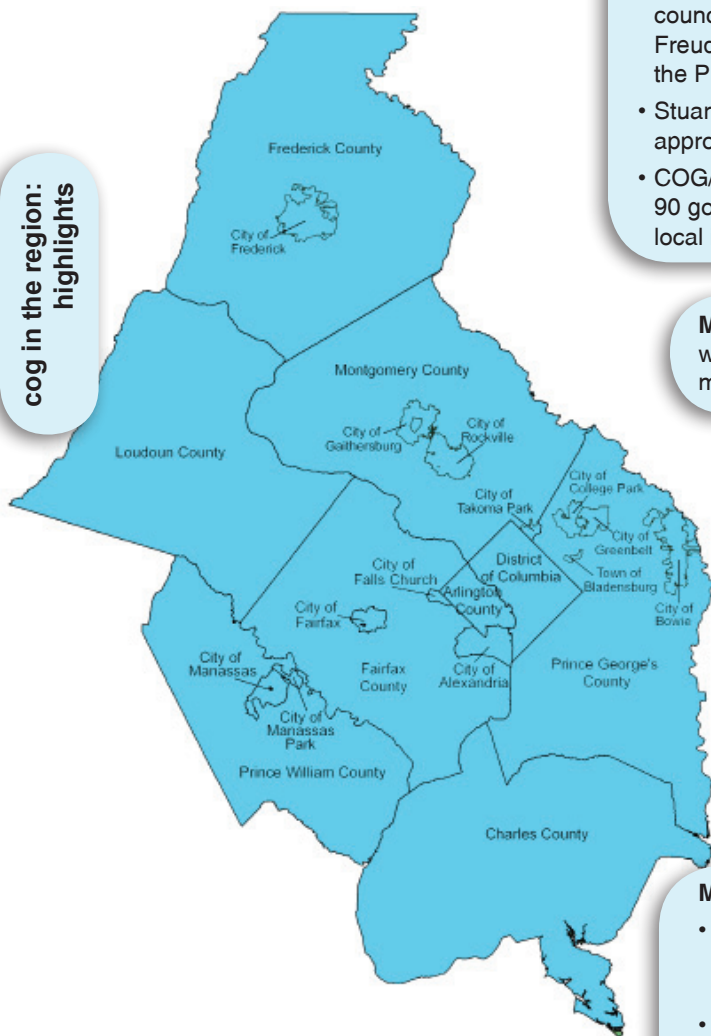 cog in the region:
highlights
counc
Freud
the P
• Stuar
appro
• COG/
90 go
local
M
w
m
Frederick County
City of
Frederick
Montgomery County
City of
Gaithersburg
City of
Rockville
Loudoun County
City of
Takoma Park
City of
College Park
City of
Greenbelt
Town of
Bladensburg
City of
Bowie
District
of Columbia
City of
Falls Church
Arlington
County
City of
Fairfax
City of
Manassas
City of
Manassas
Park
Fairfax
County
City of
Alexandria
Prince George's
County
Prince William County
Charles County
M
•
•